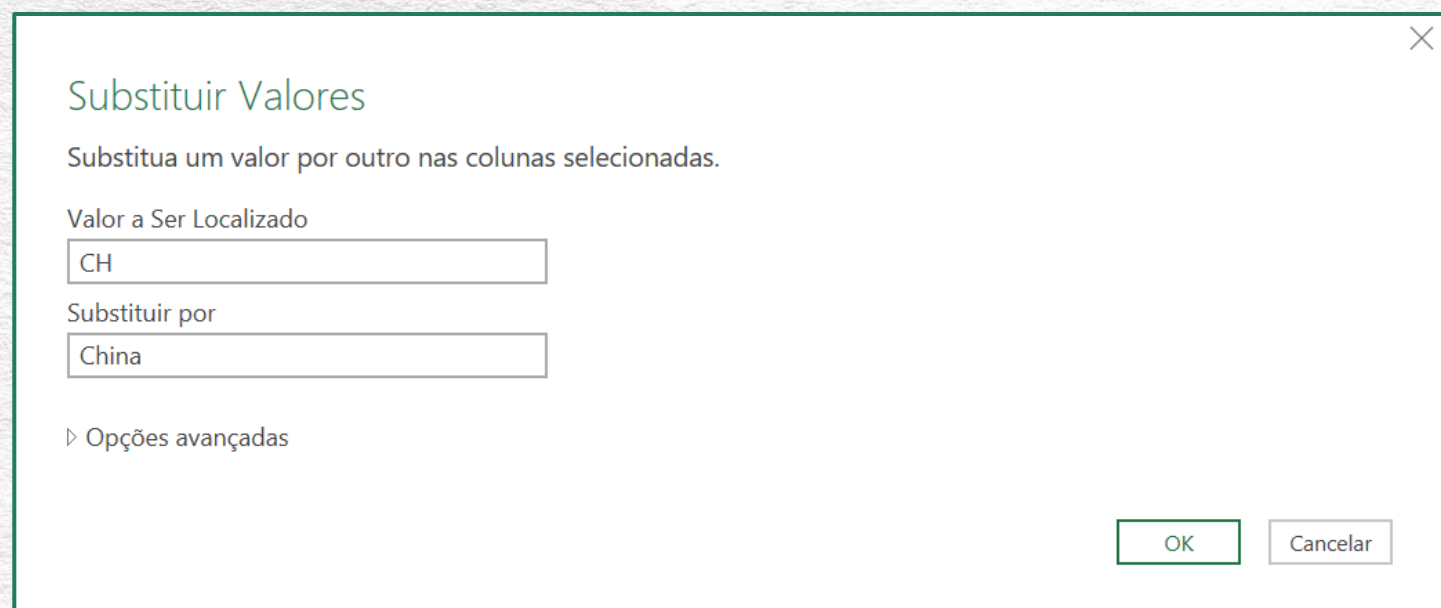 Substituir Valores
Substitua um valor por outro nas colunas selecionadas.
Valor a Ser Localizado
CH
Substituir por
China
Opções avançadas
OK Cancelar